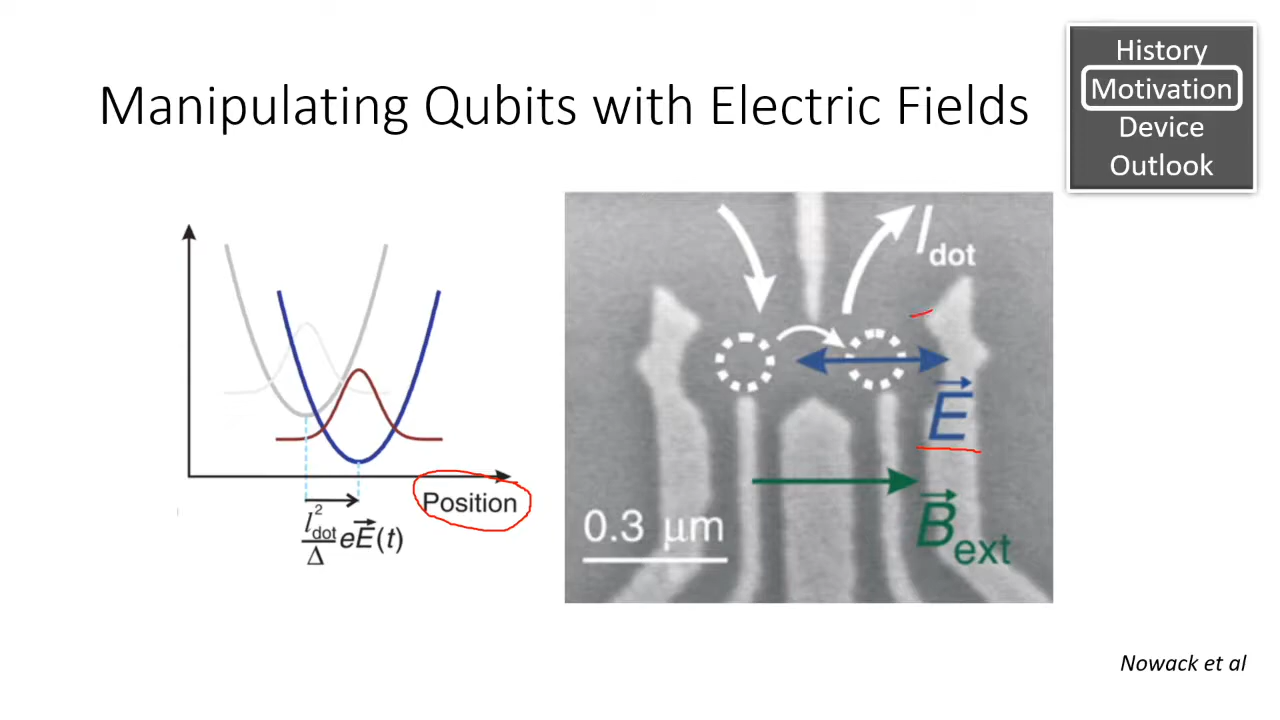 Manipulating Qubits with Electric Fields
History
Motivation
Device
Outlook
Position
l²dot/Δ eE⃗(t)
Idot
E⃗
B⃗ext
0.3 μm
Nowack et al